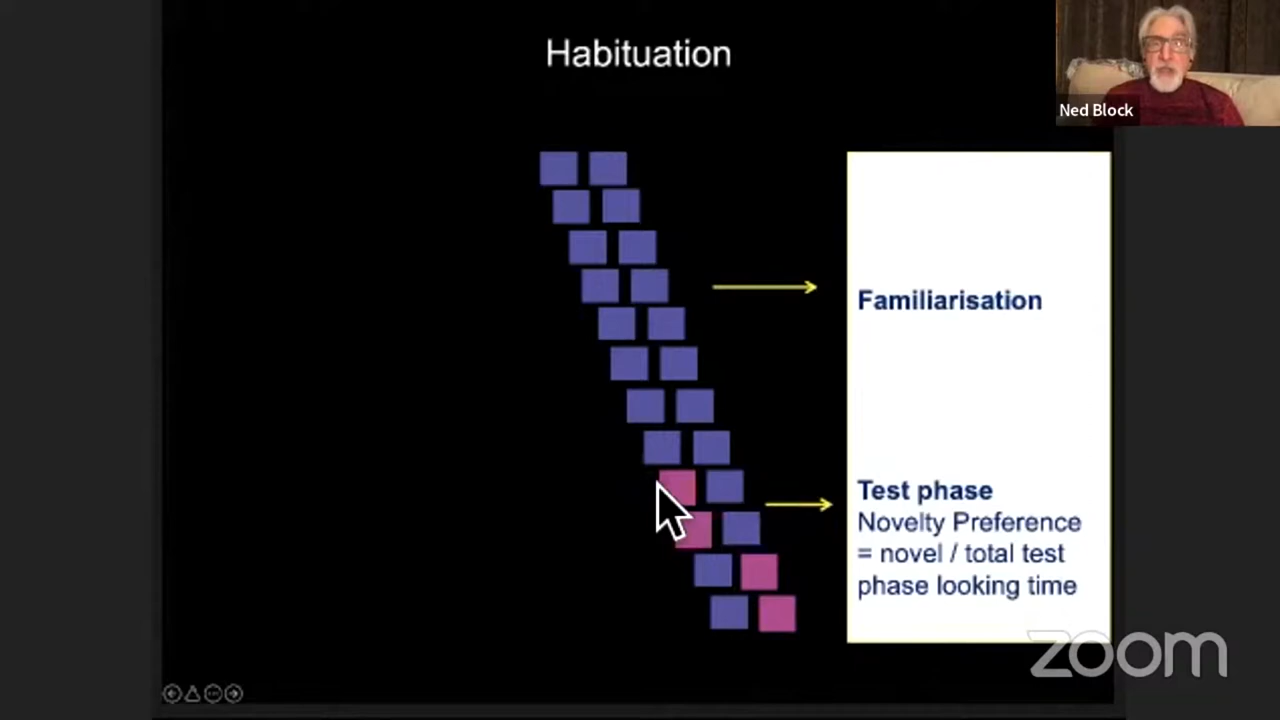 Habituation
Ned Block
Familiarisation
Test phase
Novelty Preference
= novel / total test
phase looking time
zoom